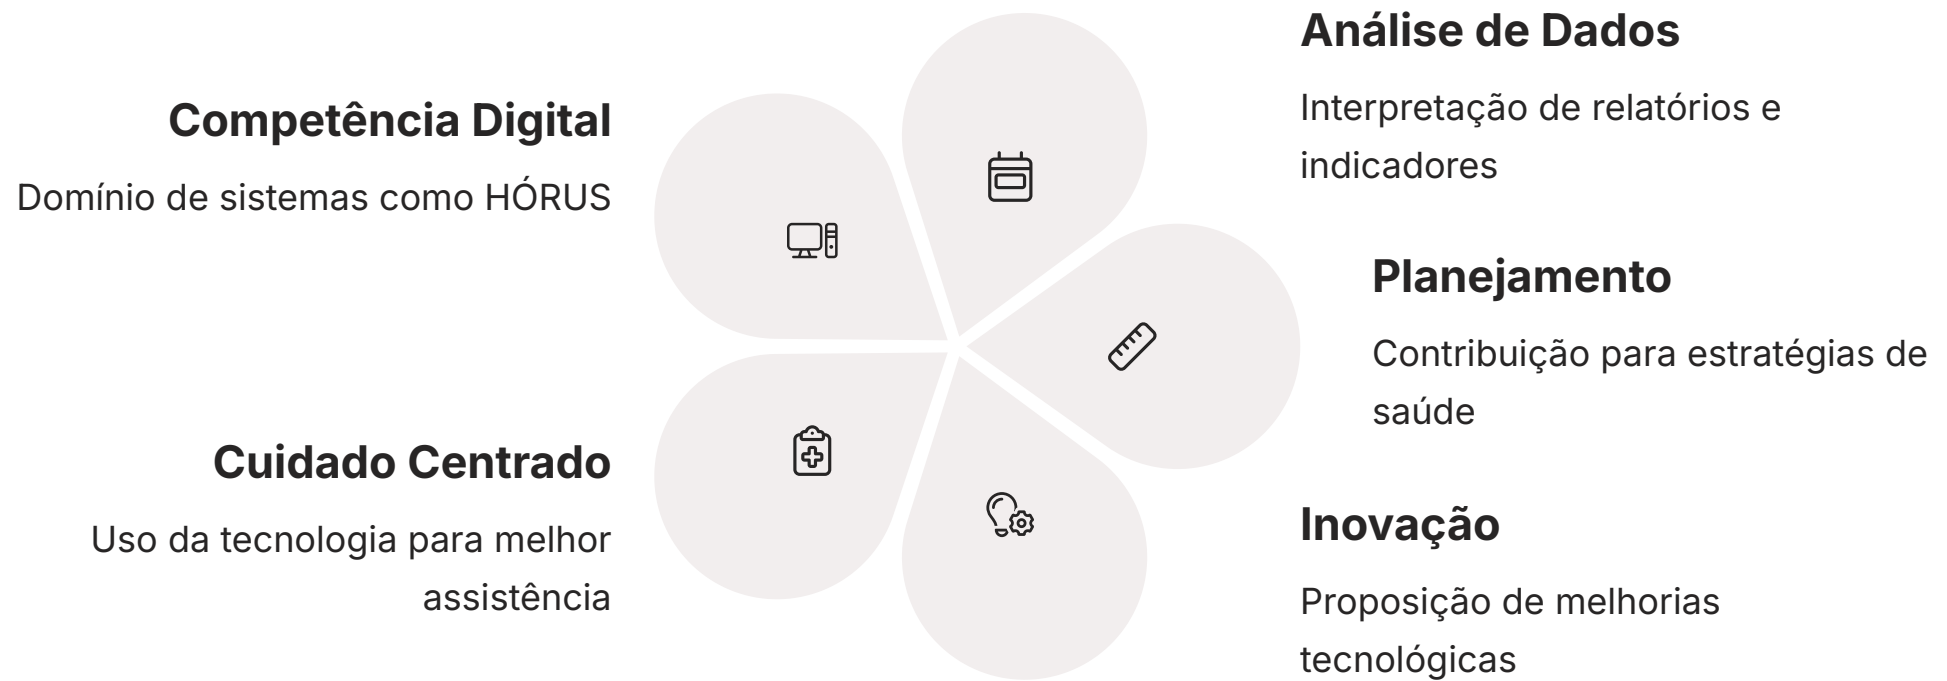 Competência Digital
Domínio de sistemas como HÓRUS
Análise de Dados
Interpretação de relatórios e
indicadores
Planejamento
Contribuição para estratégias de
saúde
Inovação
Proposição de melhorias
tecnológicas
Cuidado Centrado
Uso da tecnologia para melhor
assistência